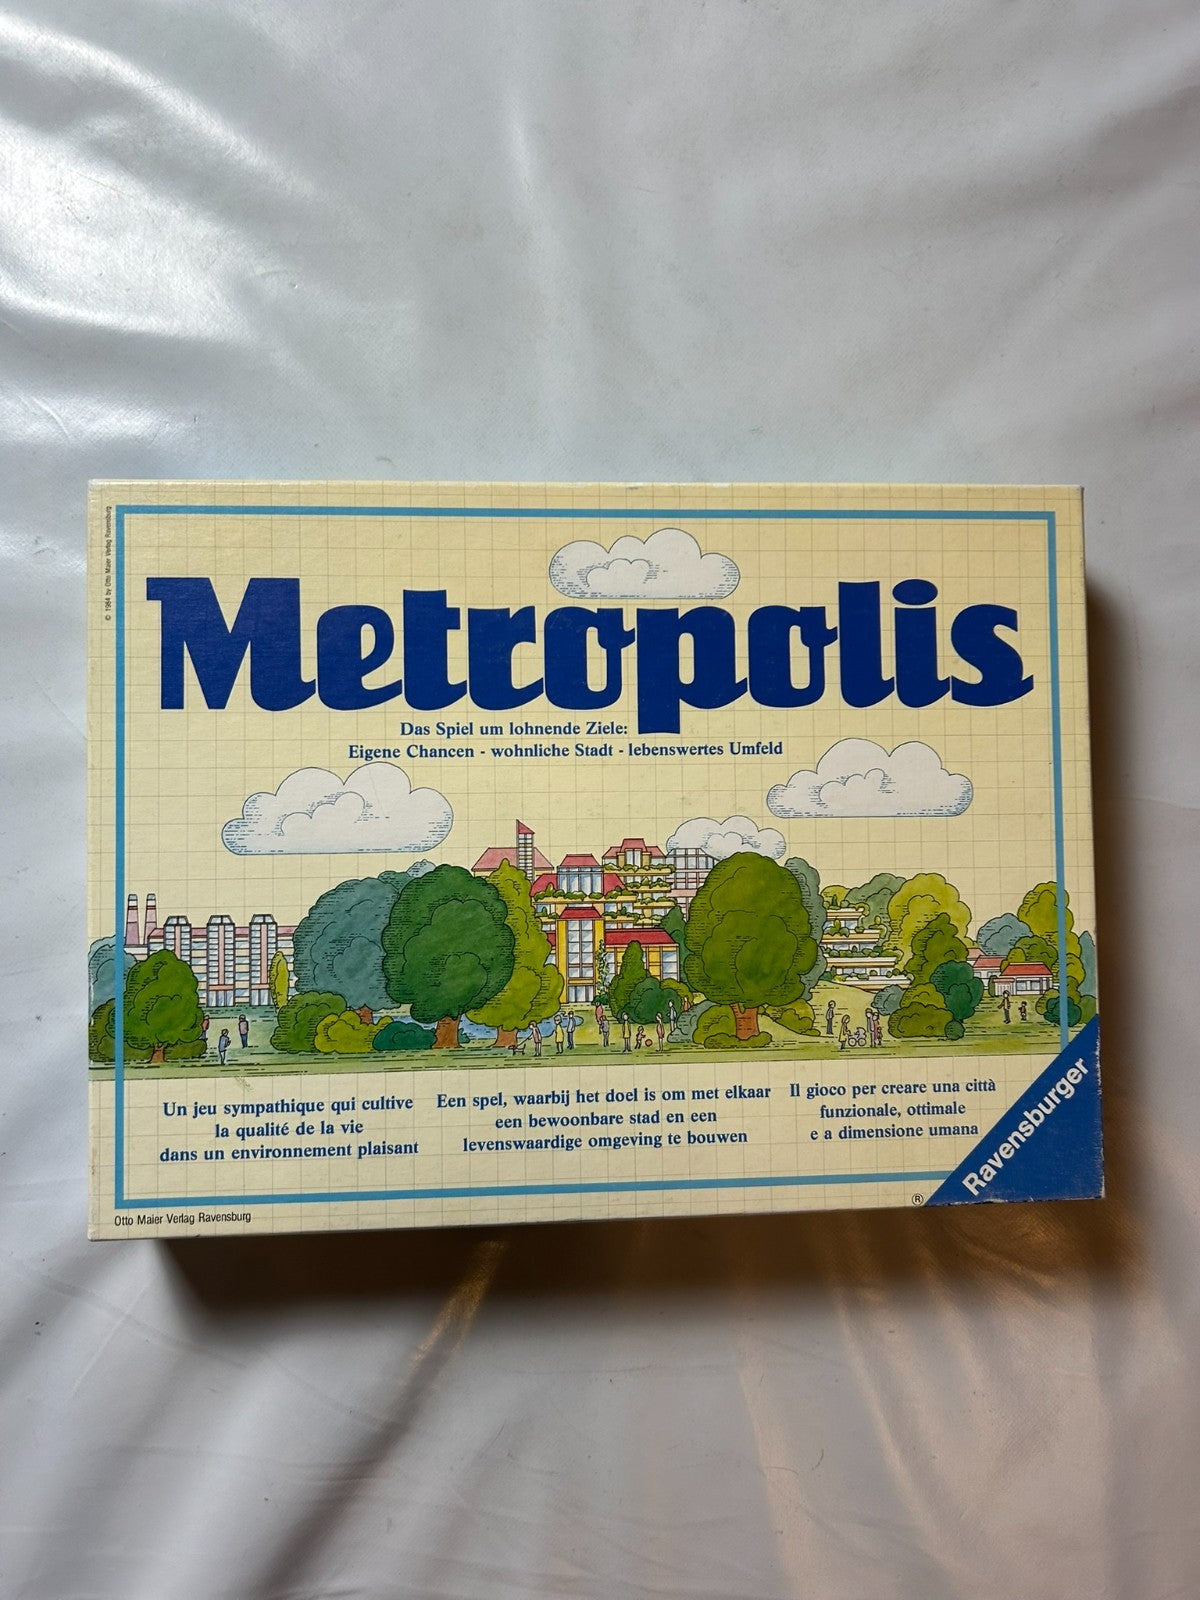 © 1984 by Otto Maier Verlag Ravensburg
Metropolis
Das Spiel um lohnende Ziele:
Eigene Chancen - wohnliche Stadt - lebenswertes Umfeld
Un jeu sympathique qui cultive
la qualité de la vie
dans un environnement plaisant
Een spel, waarbij het doel is om met elkaar
een bewoonbare stad en een
levenswaardige omgeving te bouwen
Il gioco per creare una città
funzionale, ottimale
e a dimensione umana
Ravensburger
®
Otto Maier Verlag Ravensburg